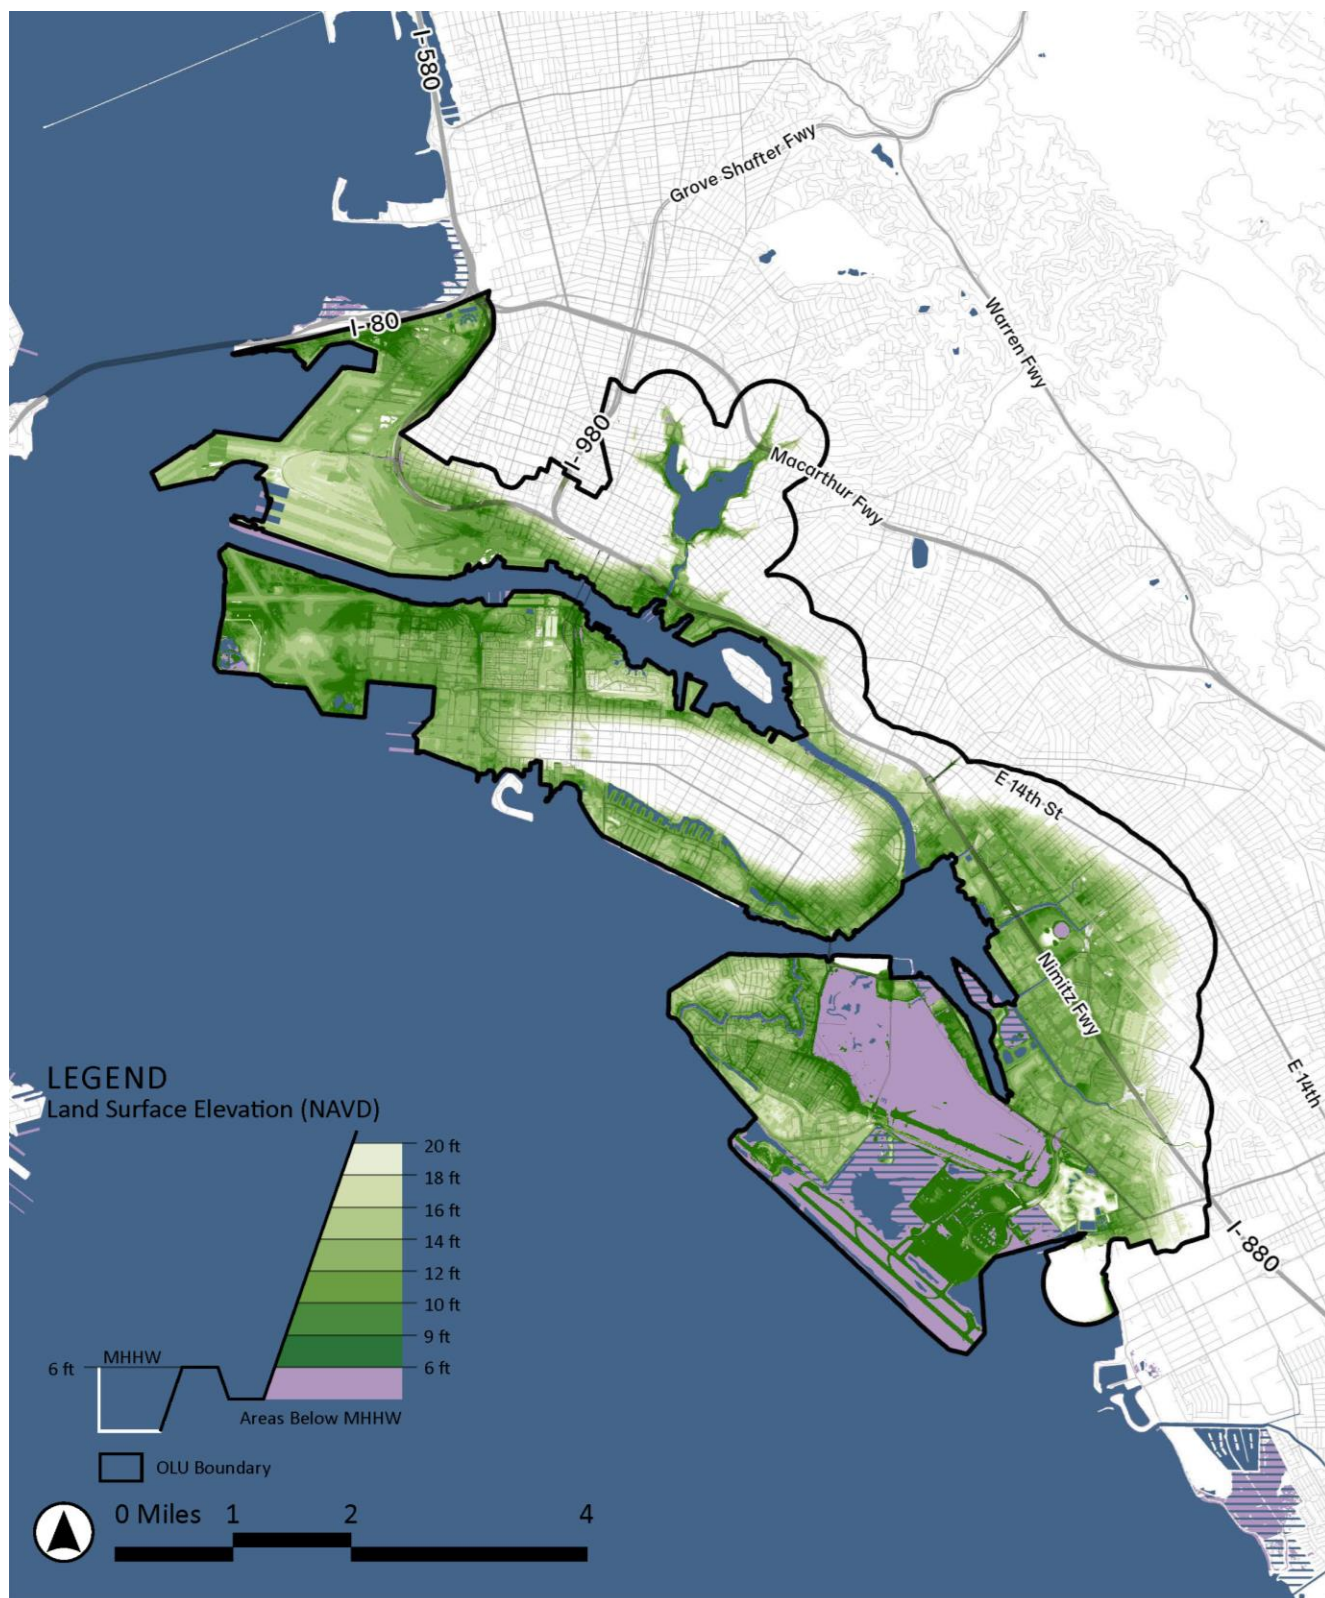 I-580
Grove Shafter Fwy
Warren Fwy
I-80
I-980
Macarthur Fwy
E 14th St
Nimitz Fwy
E 14th
I-880
LEGEND
Land Surface Elevation (NAVD)
20 ft
18 ft
16 ft
14 ft
12 ft
10 ft
9 ft
6 ft
MHHW
6 ft
Areas Below MHHW
OLU Boundary
0 Miles 1 2 4